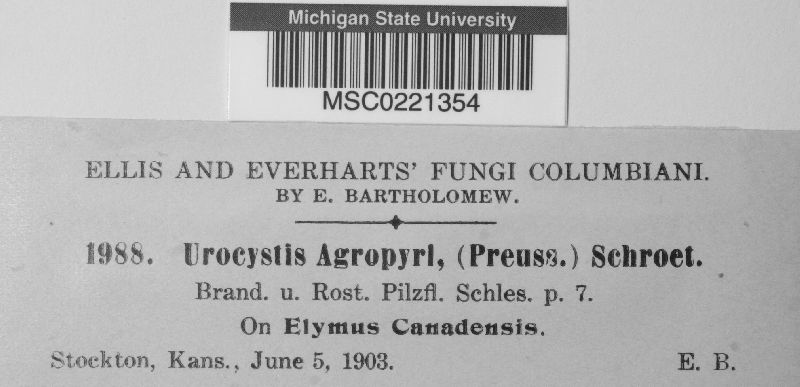 Michigan State University
MSC0221354
ELLIS AND EVERHARTS' FUNGI COLUMBIANI.
BY E. BARTHOLOMEW.
1988. Urocystis Agropyri, (Preuss.) Schroet.
Brand. u. Rost. Pilzfl. Schles. p. 7.
On Elymus Canadensis.
Stockton, Kans., June 5, 1903. E. B.